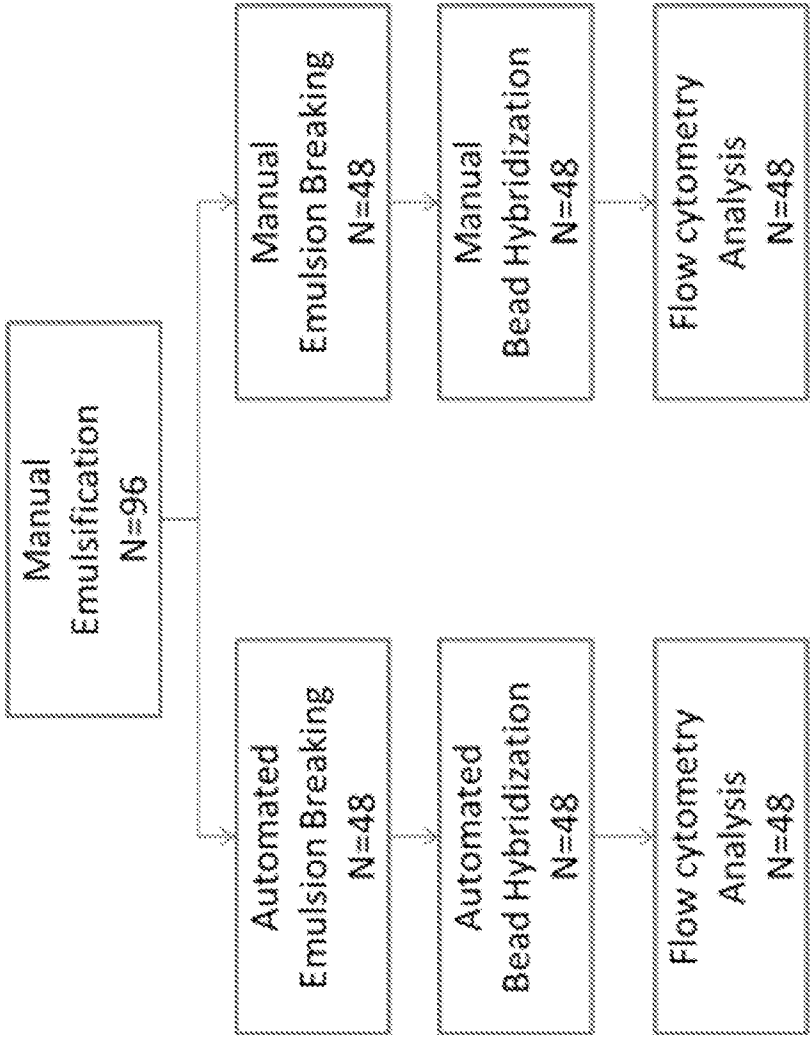 Manual
Emulsification
N=96
Automated
Emulsion Breaking
N=48
Manual
Emulsion Breaking
N=48
Automated
Bead Hybridization
N=48
Manual
Bead Hybridization
N=48
Flow cytometry
Analysis
N=48
Flow cytometry
Analysis
N=48